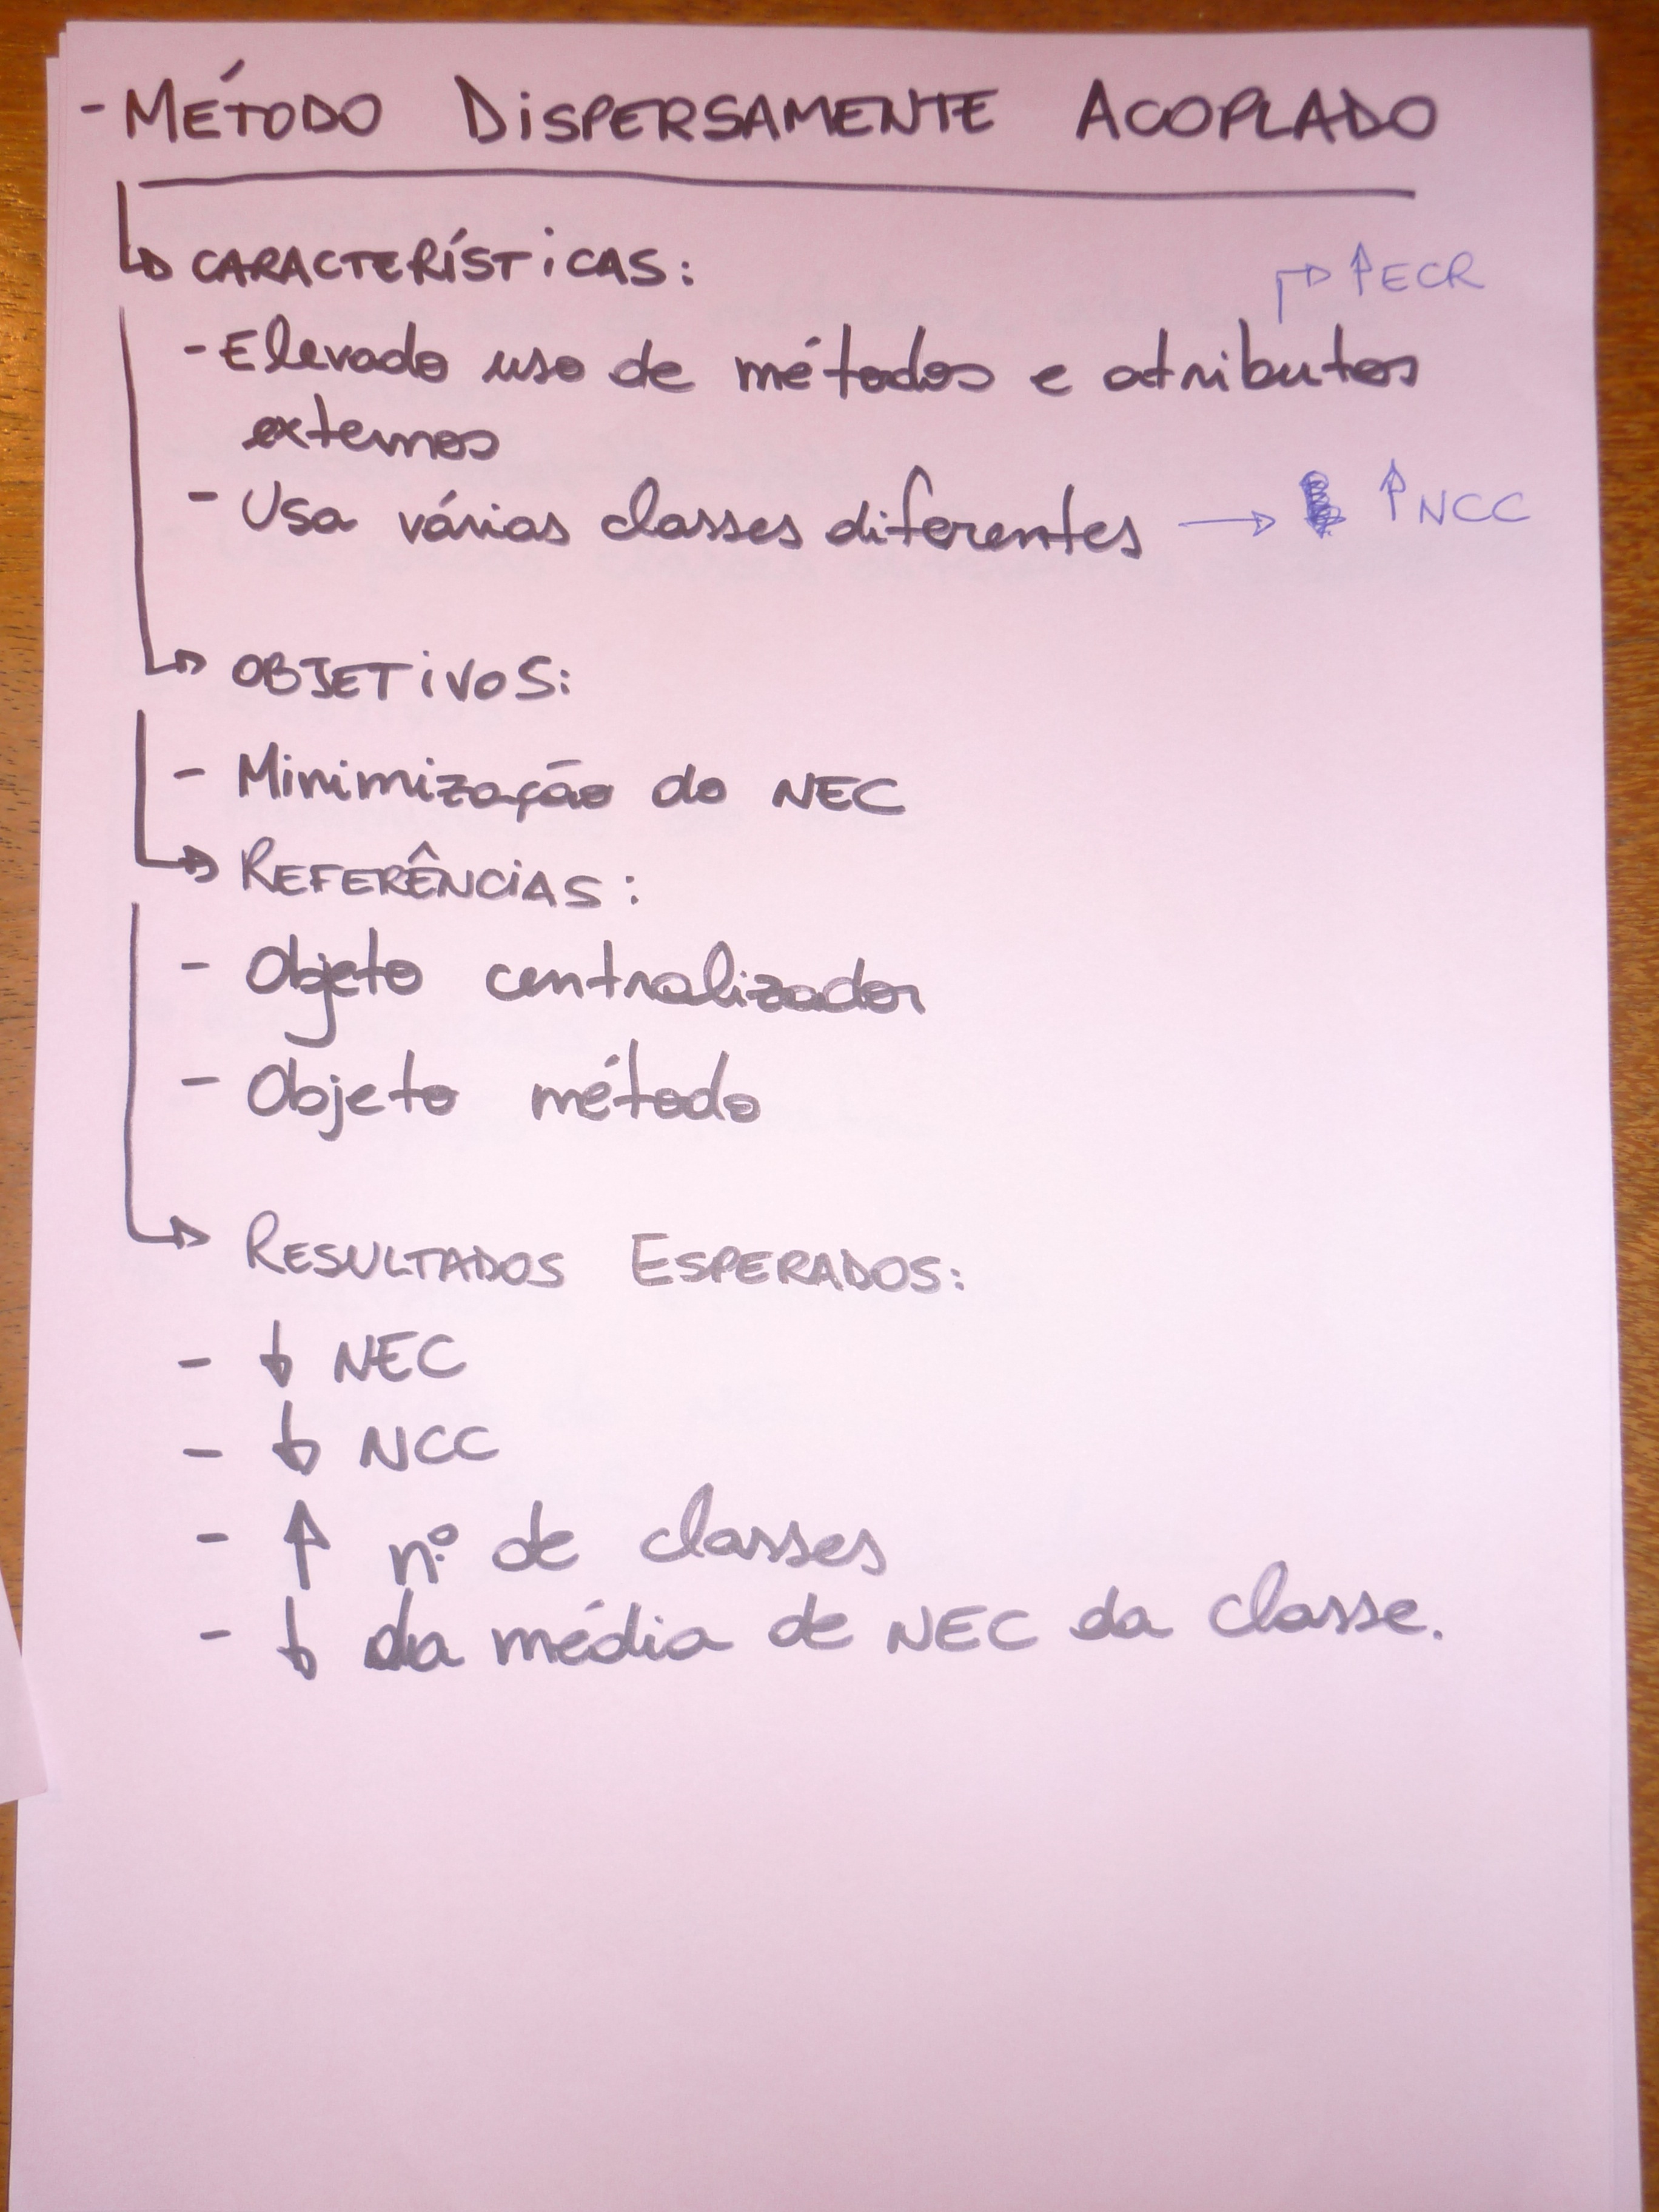 - MÉTODO DiSPERSAMENTE ACOPLADO
↳ CARACTERÍSTiCAS:
↱ ↑ ECR
- Elevado uso de métodos e atributos
externos
- Usa várias classes diferentes → ↑ NCC
↳ OBJETiVOS:
- Minimização do NEC
↳ REFERÊNCiAS:
- Objeto centralizador
- Objeto método
↳ RESULTADOS ESPERADOS:
- ↓ NEC
- ↓ NCC
- ↑ nº de classes
- ↓ da média de NEC da classe.